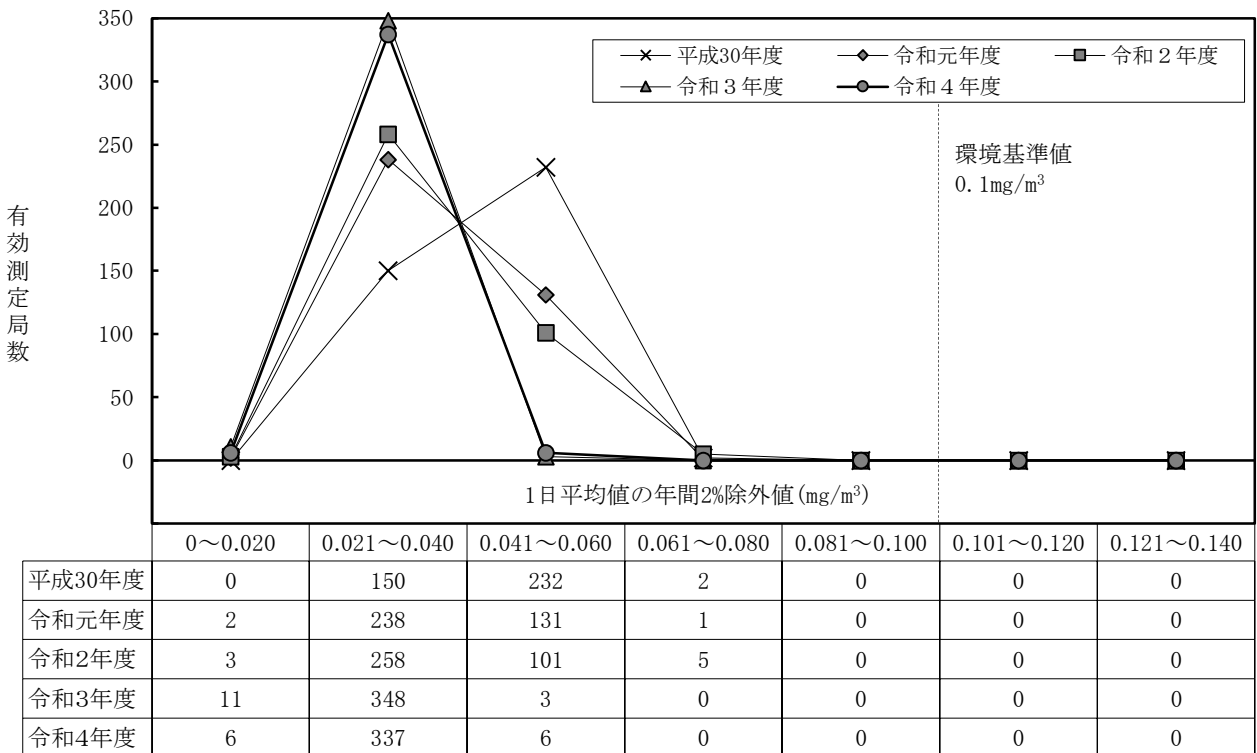 350
300
250
200
150
100
50
0
有効測定局数
平成30年度 令和元年度 令和２年度
令和３年度 令和４年度
環境基準値
0.1mg/m³
1日平均値の年間2%除外値(mg/m³)
0～0.020 0.021～0.040 0.041～0.060 0.061～0.080 0.081～0.100 0.101～0.120 0.121～0.140
平成30年度 0 150 232 2 0 0 0
令和元年度 2 238 131 1 0 0 0
令和2年度 3 258 101 5 0 0 0
令和3年度 11 348 3 0 0 0 0
令和4年度 6 337 6 0 0 0 0